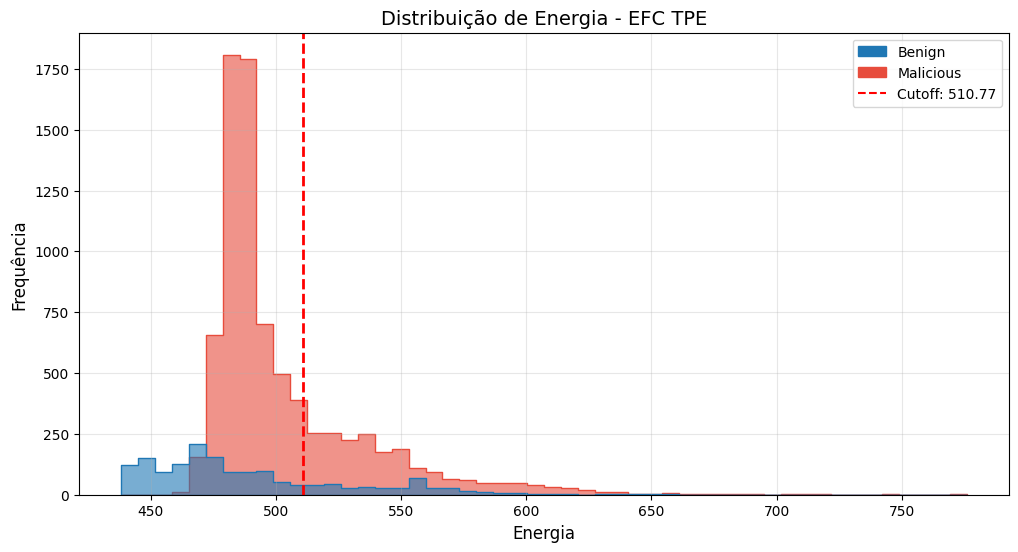 Distribuição de Energia - EFC TPE
Benign
Malicious
Cutoff: 510.77
Frequência
1750
1500
1250
1000
750
500
250
0
450 500 550 600 650 700 750
Energia